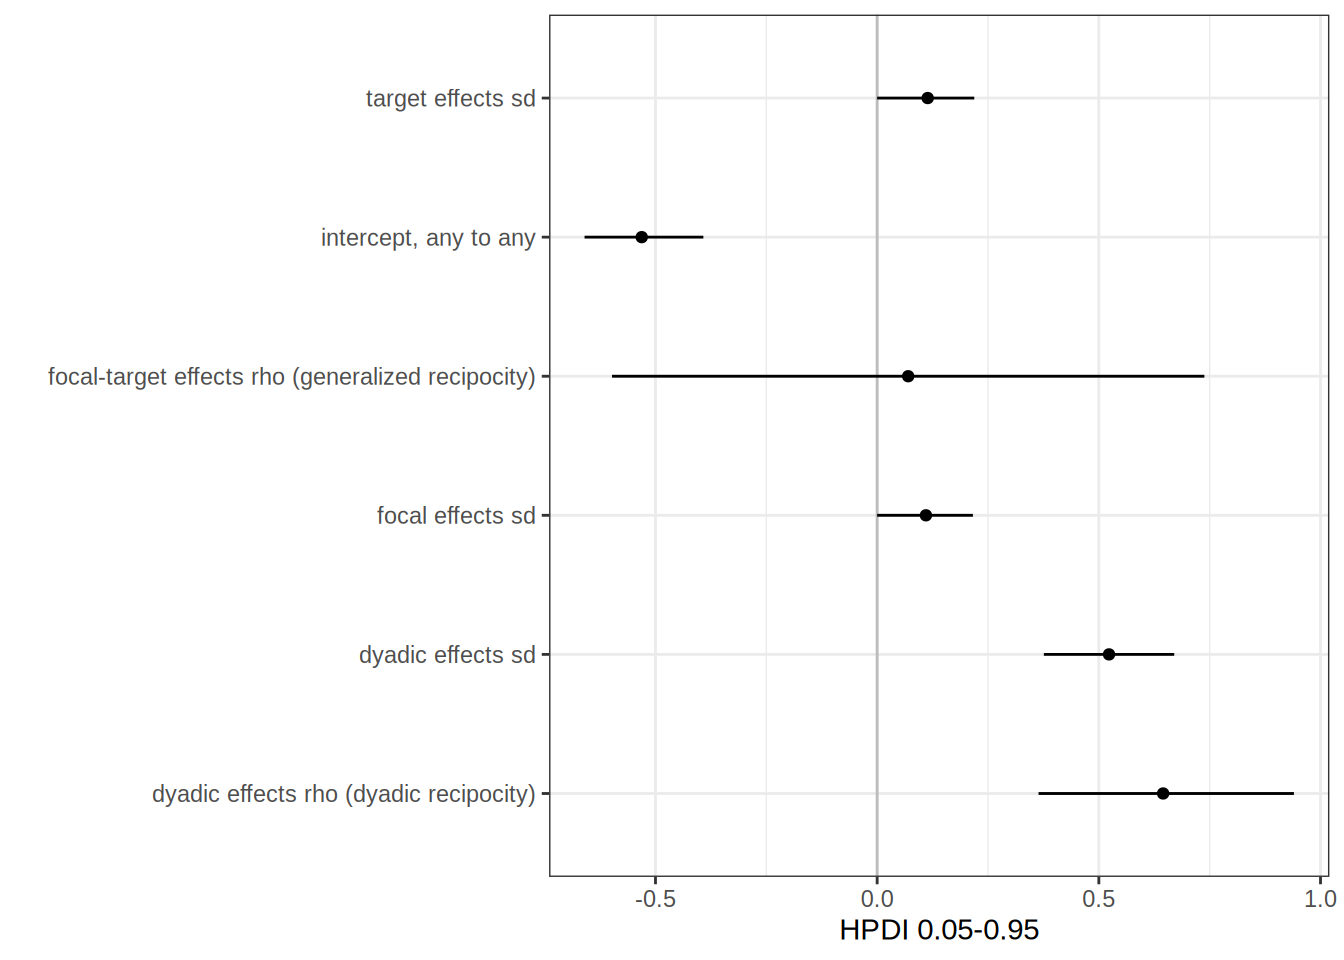 target effects sd
intercept, any to any
focal-target effects rho (generalized recipocity)
focal effects sd
dyadic effects sd
dyadic effects rho (dyadic recipocity)
-0.5 0.0 0.5 1.0
HPDI 0.05-0.95